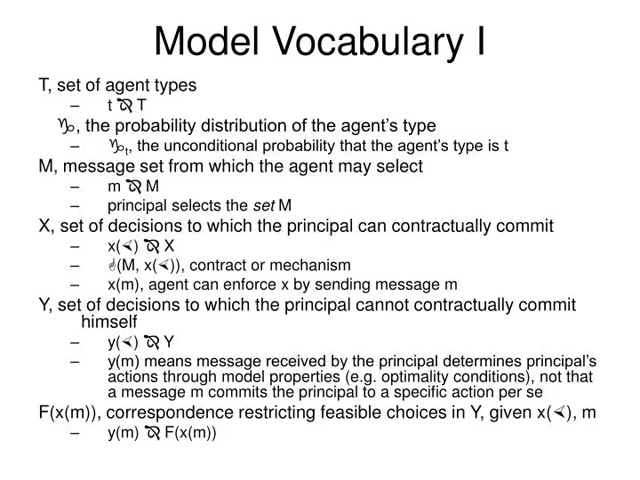 Model Vocabulary I
T, set of agent types
– t ⮰ T
♑, the probability distribution of the agent's type
– ♑t, the unconditional probability that the agent's type is t
M, message set from which the agent may select
– m ⮰ M
– principal selects the set M
X, set of decisions to which the principal can contractually commit
– x() X
– (M, x()), contract or mechanism
– x(m), agent can enforce x by sending message m
Y, set of decisions to which the principal cannot contractually commit
himself
– y() Y
– y(m) means message received by the principal determines principal's
actions through model properties (e.g. optimality conditions), not that
a message m commits the principal to a specific action per se
F(x(m)), correspondence restricting feasible choices in Y, given x(), m
– y(m) F(x(m))